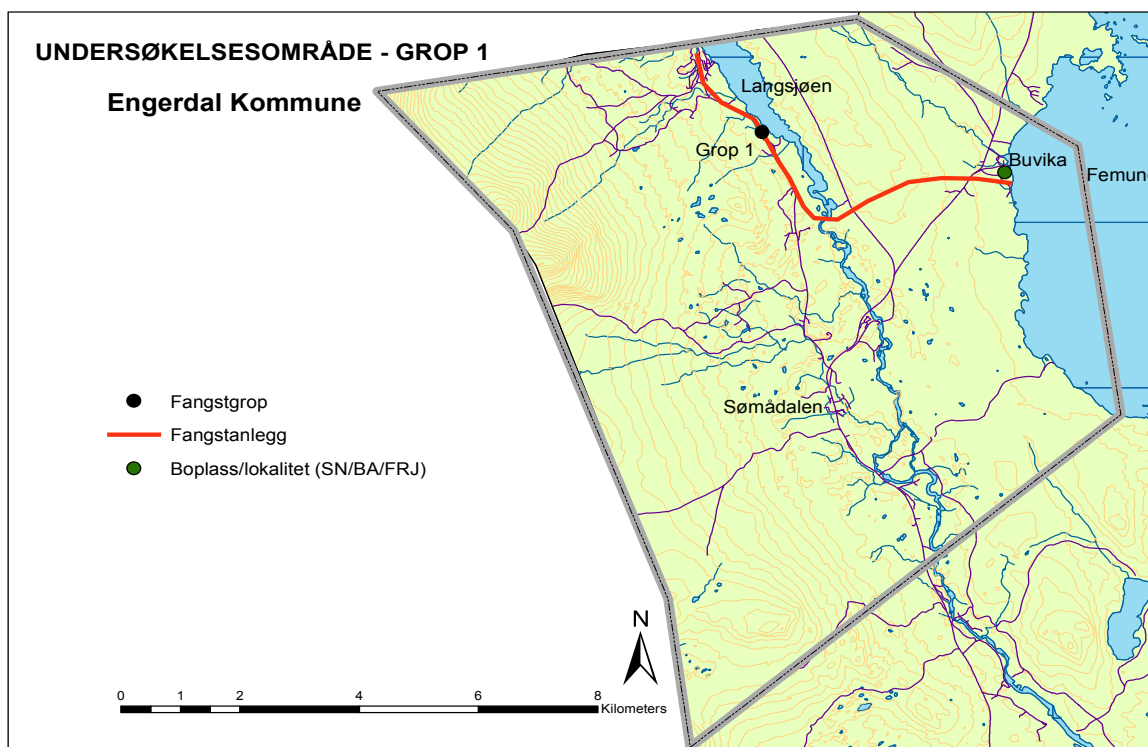 UNDERSØKELSESOMRÅDE - GROP 1
Engerdal Kommune
Langsjøen
Grop 1
Buvika
Femund
Sømådalen
Fangstgrop
Fangstanlegg
Boplass/lokalitet (SN/BA/FRJ)
N
0 1 2 4 6 8
Kilometers